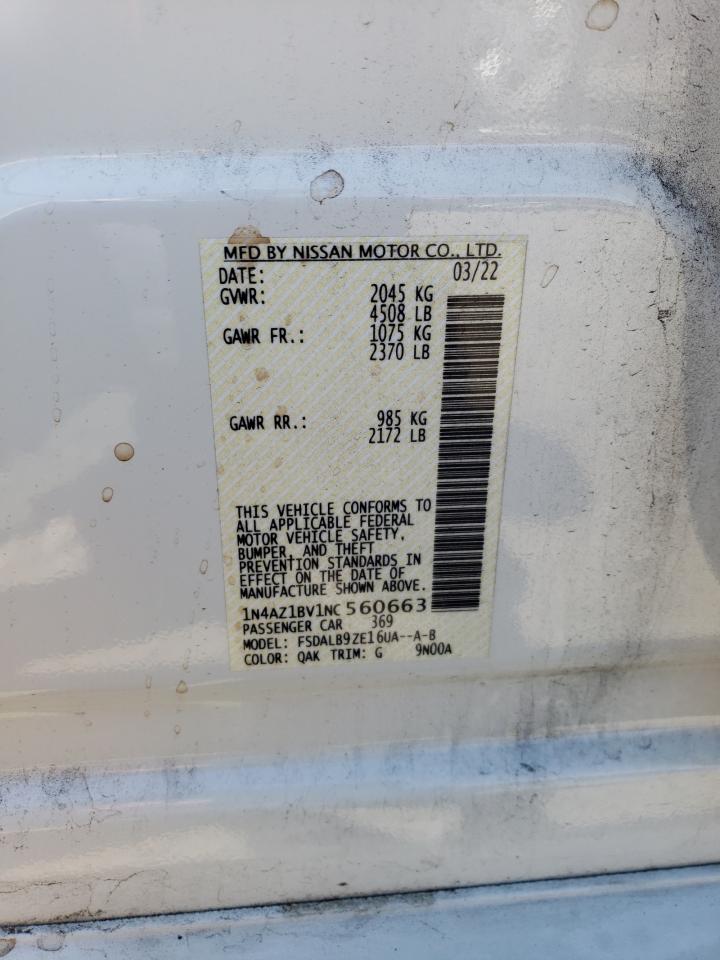 MFD BY NISSAN MOTOR CO., LTD.
DATE: 03/22
GVWR: 2045 KG
4508 LB
GAWR FR.: 1075 KG
2370 LB
GAWR RR.: 985 KG
2172 LB
THIS VEHICLE CONFORMS TO
ALL APPLICABLE FEDERAL
MOTOR VEHICLE SAFETY,
BUMPER, AND THEFT
PREVENTION STANDARDS IN
EFFECT ON THE DATE OF
MANUFACTURE SHOWN ABOVE.
1N4AZ1BV1NC560663
PASSENGER CAR 369
MODEL: FSDALB9ZE16UA--A-B
COLOR: QAK TRIM: G 9N00A